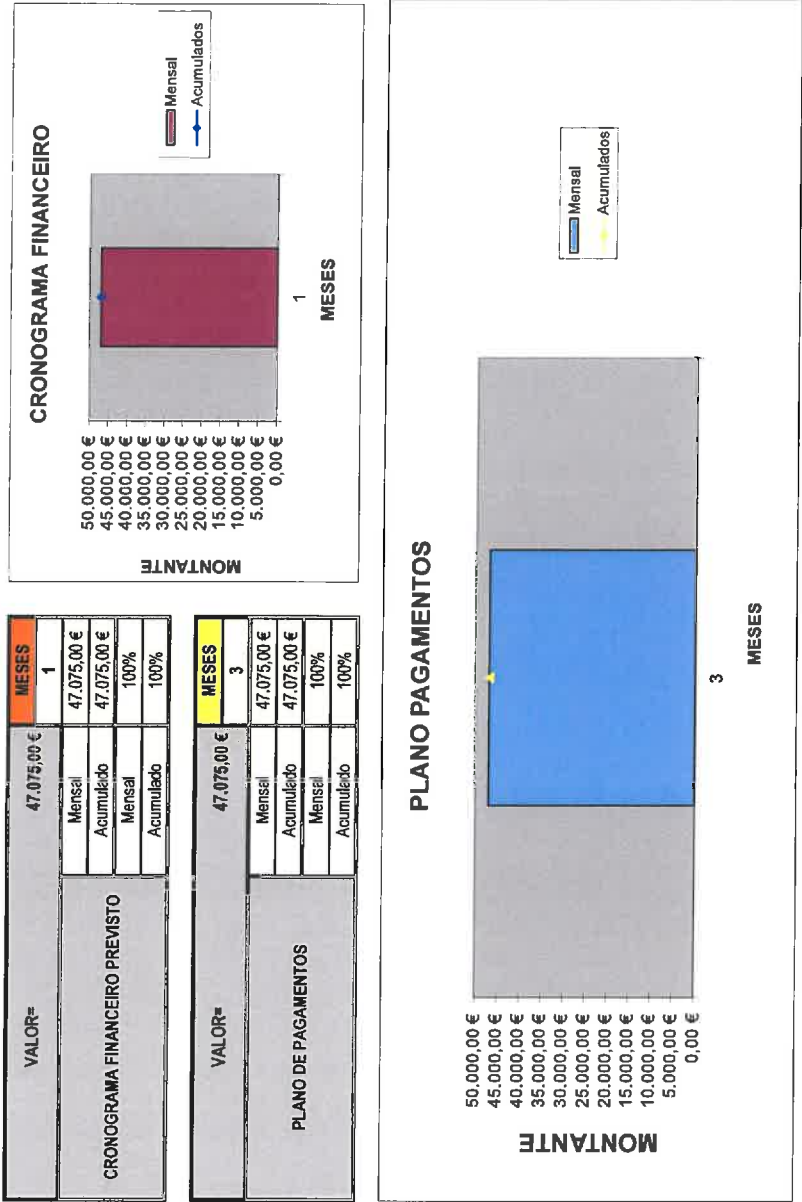 VALOR= 47.075,00 € MESES
1
CRONOGRAMA FINANCEIRO PREVISTO
Mensal 47.075,00 €
Acumulado 47.075,00 €
Mensal 100%
Acumulado 100%
VALOR= 47.075,00 € MESES
3
PLANO DE PAGAMENTOS
Mensal 47.075,00 €
Acumulado 47.075,00 €
Mensal 100%
Acumulado 100%
CRONOGRAMA FINANCEIRO
MONTANTE
50.000,00 €
45.000,00 €
40.000,00 €
35.000,00 €
30.000,00 €
25.000,00 €
20.000,00 €
15.000,00 €
10.000,00 €
5.000,00 €
0,00 €
1
MESES
Mensal
Acumulados
PLANO PAGAMENTOS
MONTANTE
50.000,00 €
45.000,00 €
40.000,00 €
35.000,00 €
30.000,00 €
25.000,00 €
20.000,00 €
15.000,00 €
10.000,00 €
5.000,00 €
0,00 €
3
MESES
Mensal
Acumulados